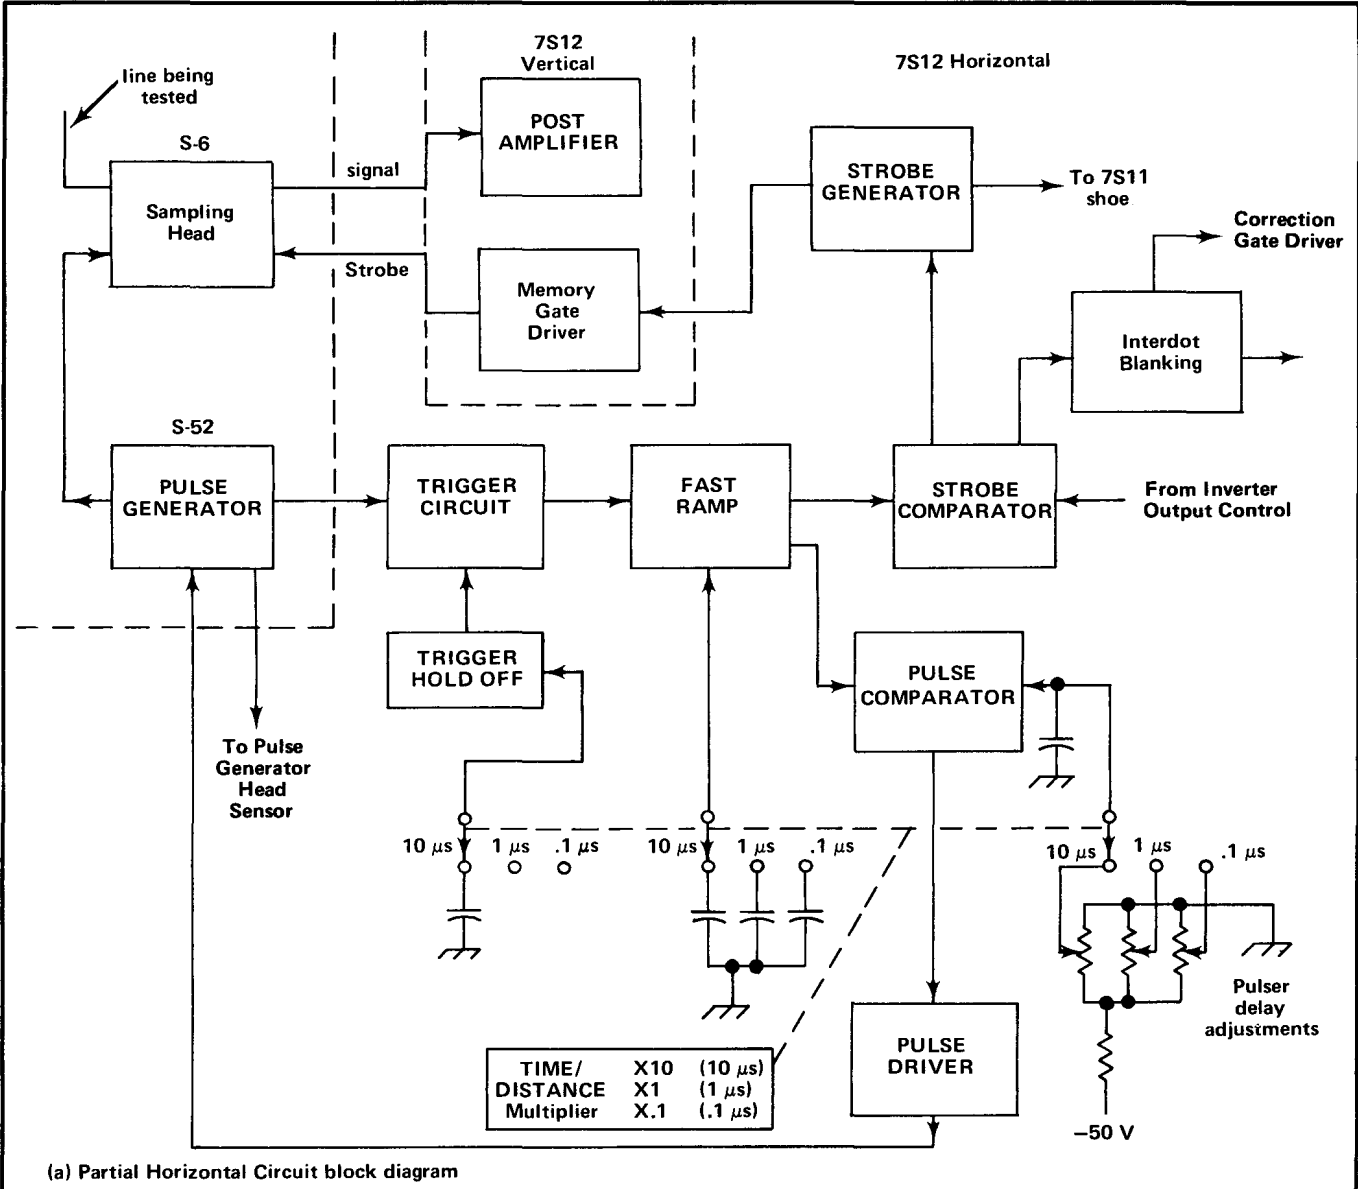 line being
tested
7S12
Vertical
7S12 Horizontal
POST
AMPLIFIER
S-6
Sampling
Head
signal
Strobe
STROBE
GENERATOR
To 7S11
shoe
Correction
Gate Driver
Memory
Gate
Driver
Interdot
Blanking
S-52
PULSE
GENERATOR
TRIGGER
CIRCUIT
FAST
RAMP
STROBE
COMPARATOR
From Inverter
Output Control
TRIGGER
HOLD OFF
PULSE
COMPARATOR
To Pulse
Generator
Head
Sensor
10 μs 1 μs .1 μs
10 μs 1 μs .1 μs
10 μs 1 μs .1 μs
Pulser
delay
adjustments
PULSE
DRIVER
TIME/ X10 (10 μs)
DISTANCE X1 (1 μs)
Multiplier X.1 (.1 μs)
−50 V
(a) Partial Horizontal Circuit block diagram